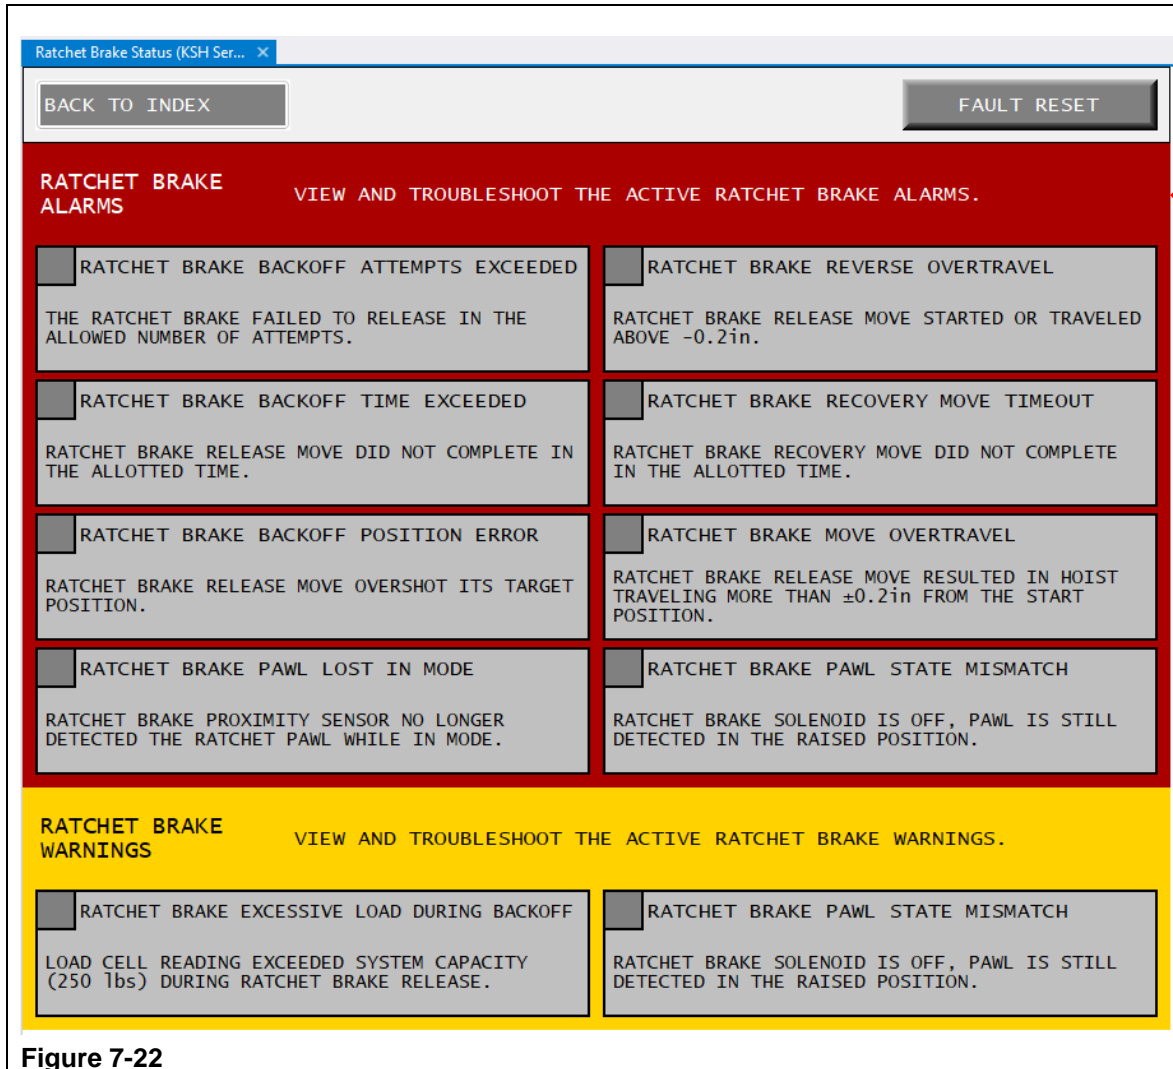 Ratchet Brake Status (KSH Ser... ×
BACK TO INDEX
FAULT RESET
RATCHET BRAKE
ALARMS
VIEW AND TROUBLESHOOT THE ACTIVE RATCHET BRAKE ALARMS.
RATCHET BRAKE BACKOFF ATTEMPTS EXCEEDED
THE RATCHET BRAKE FAILED TO RELEASE IN THE
ALLOWED NUMBER OF ATTEMPTS.
RATCHET BRAKE REVERSE OVERTRAVEL
RATCHET BRAKE RELEASE MOVE STARTED OR TRAVELED
ABOVE -0.2in.
RATCHET BRAKE BACKOFF TIME EXCEEDED
RATCHET BRAKE RELEASE MOVE DID NOT COMPLETE IN
THE ALLOTTED TIME.
RATCHET BRAKE RECOVERY MOVE TIMEOUT
RATCHET BRAKE RECOVERY MOVE DID NOT COMPLETE
IN THE ALLOTTED TIME.
RATCHET BRAKE BACKOFF POSITION ERROR
RATCHET BRAKE RELEASE MOVE OVERSHOT ITS TARGET
POSITION.
RATCHET BRAKE MOVE OVERTRAVEL
RATCHET BRAKE RELEASE MOVE RESULTED IN HOIST
TRAVELING MORE THAN ±0.2in FROM THE START
POSITION.
RATCHET BRAKE PAWL LOST IN MODE
RATCHET BRAKE PROXIMITY SENSOR NO LONGER
DETECTED THE RATCHET PAWL WHILE IN MODE.
RATCHET BRAKE PAWL STATE MISMATCH
RATCHET BRAKE SOLENOID IS OFF, PAWL IS STILL
DETECTED IN THE RAISED POSITION.
RATCHET BRAKE
WARNINGS
VIEW AND TROUBLESHOOT THE ACTIVE RATCHET BRAKE WARNINGS.
RATCHET BRAKE EXCESSIVE LOAD DURING BACKOFF
LOAD CELL READING EXCEEDED SYSTEM CAPACITY
(250 lbs) DURING RATCHET BRAKE RELEASE.
RATCHET BRAKE PAWL STATE MISMATCH
RATCHET BRAKE SOLENOID IS OFF, PAWL IS STILL
DETECTED IN THE RAISED POSITION.
Figure 7-22